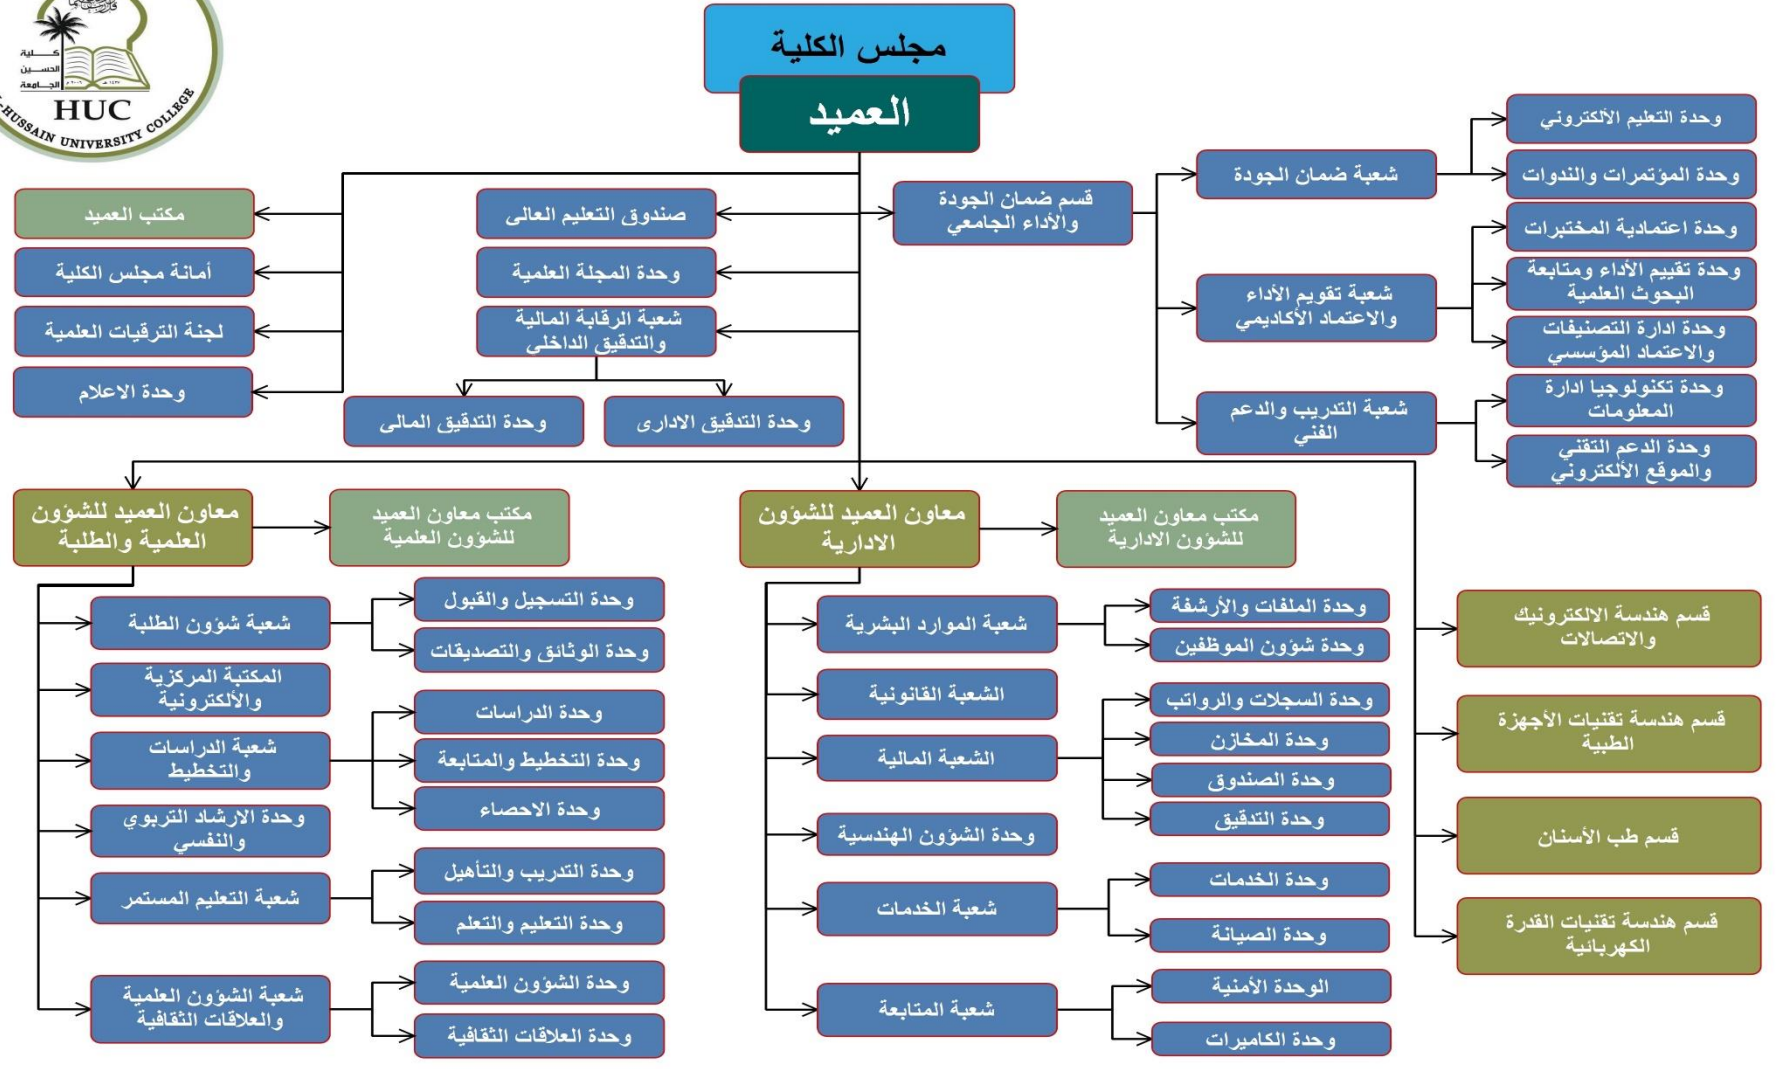 كلية
الحسين
الجامعة
HUC
HUSSAIN UNIVERSITY COLLEGE
مجلس الكلية
العميد
مكتب العميد
أمانة مجلس الكلية
لجنة الترقيات العلمية
وحدة الاعلام
صندوق التعليم العالى
وحدة المجلة العلمية
شعبة الرقابة المالية
والتدقيق الداخلي
وحدة التدقيق الادارى
وحدة التدقيق المالى
قسم ضمان الجودة
والأداء الجامعي
شعبة ضمان الجودة
وحدة التعليم الألكتروني
وحدة المؤتمرات والندوات
شعبة تقويم الأداء
والاعتماد الأكاديمي
وحدة اعتمادية المختبرات
وحدة تقييم الأداء ومتابعة
البحوث العلمية
وحدة ادارة التصنيفات
والاعتماد المؤسسي
شعبة التدريب والدعم
الفني
وحدة تكنولوجيا ادارة
المعلومات
وحدة الدعم التقني
والموقع الألكتروني
معاون العميد للشؤون
العلمية والطلبة
مكتب معاون العميد
للشؤون العلمية
شعبة شؤون الطلبة
وحدة التسجيل والقبول
وحدة الوثائق والتصديقات
المكتبة المركزية
والألكترونية
شعبة الدراسات
والتخطيط
وحدة الدراسات
وحدة التخطيط والمتابعة
وحدة الاحصاء
وحدة الارشاد التربوي
والنفسي
شعبة التعليم المستمر
وحدة التدريب والتأهيل
وحدة التعليم والتعلم
شعبة الشؤون العلمية
والعلاقات الثقافية
وحدة الشؤون العلمية
وحدة العلاقات الثقافية
معاون العميد للشؤون
الادارية
مكتب معاون العميد
للشؤون الادارية
شعبة الموارد البشرية
وحدة الملفات والأرشفة
وحدة شؤون الموظفين
الشعبة القانونية
الشعبة المالية
وحدة السجلات والرواتب
وحدة المخازن
وحدة الصندوق
وحدة التدقيق
وحدة الشؤون الهندسية
شعبة الخدمات
وحدة الخدمات
وحدة الصيانة
شعبة المتابعة
الوحدة الأمنية
وحدة الكاميرات
قسم هندسة الالكترونيك
والاتصالات
قسم هندسة تقنيات الأجهزة
الطبية
قسم طب الأسنان
قسم هندسة تقنيات القدرة
الكهربائية